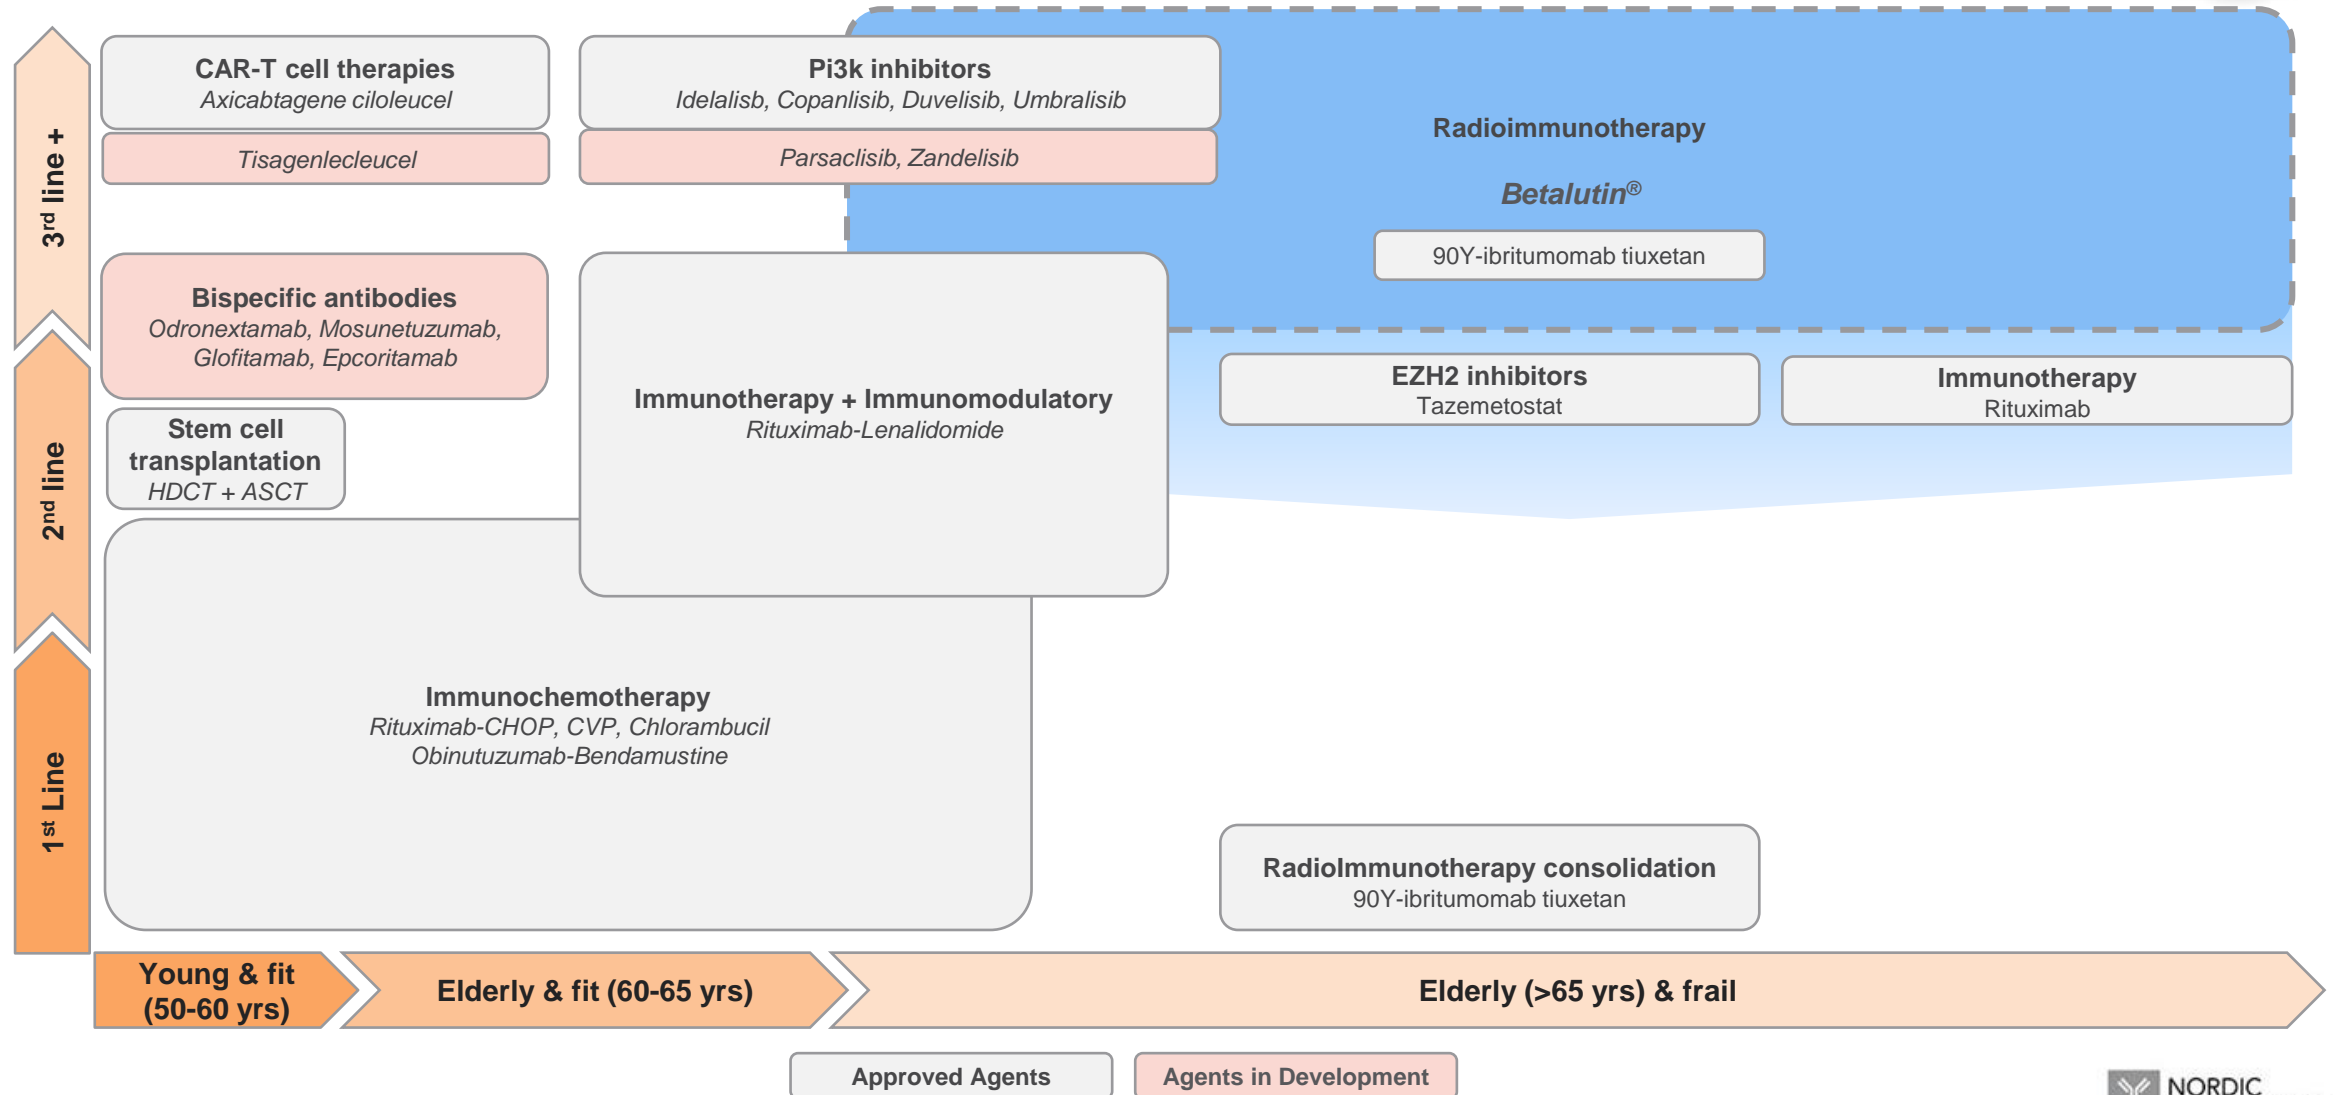 CAR-T cell therapies
Axicabtagene ciloleucel
Tisagenlecleucel
Pi3k inhibitors
Idelalisb, Copanlisib, Duvelisib, Umbralisib
Parsaclisib, Zandelisib
Radioimmunotherapy
Betalutin®
90Y-ibritumomab tiuxetan
3rd line +
Bispecific antibodies
Odronextamab, Mosunetuzumab,
Glofitamab, Epcoritamab
Immunotherapy + Immunomodulatory
Rituximab-Lenalidomide
EZH2 inhibitors
Tazemetostat
Immunotherapy
Rituximab
Stem cell
transplantation
HDCT + ASCT
2nd line
Immunochemotherapy
Rituximab-CHOP, CVP, Chlorambucil
Obinutuzumab-Bendamustine
1st Line
RadioImmunotherapy consolidation
90Y-ibritumomab tiuxetan
Young & fit
(50-60 yrs)
Elderly & fit (60-65 yrs)
Elderly (>65 yrs) & frail
Approved Agents
Agents in Development
NORDIC